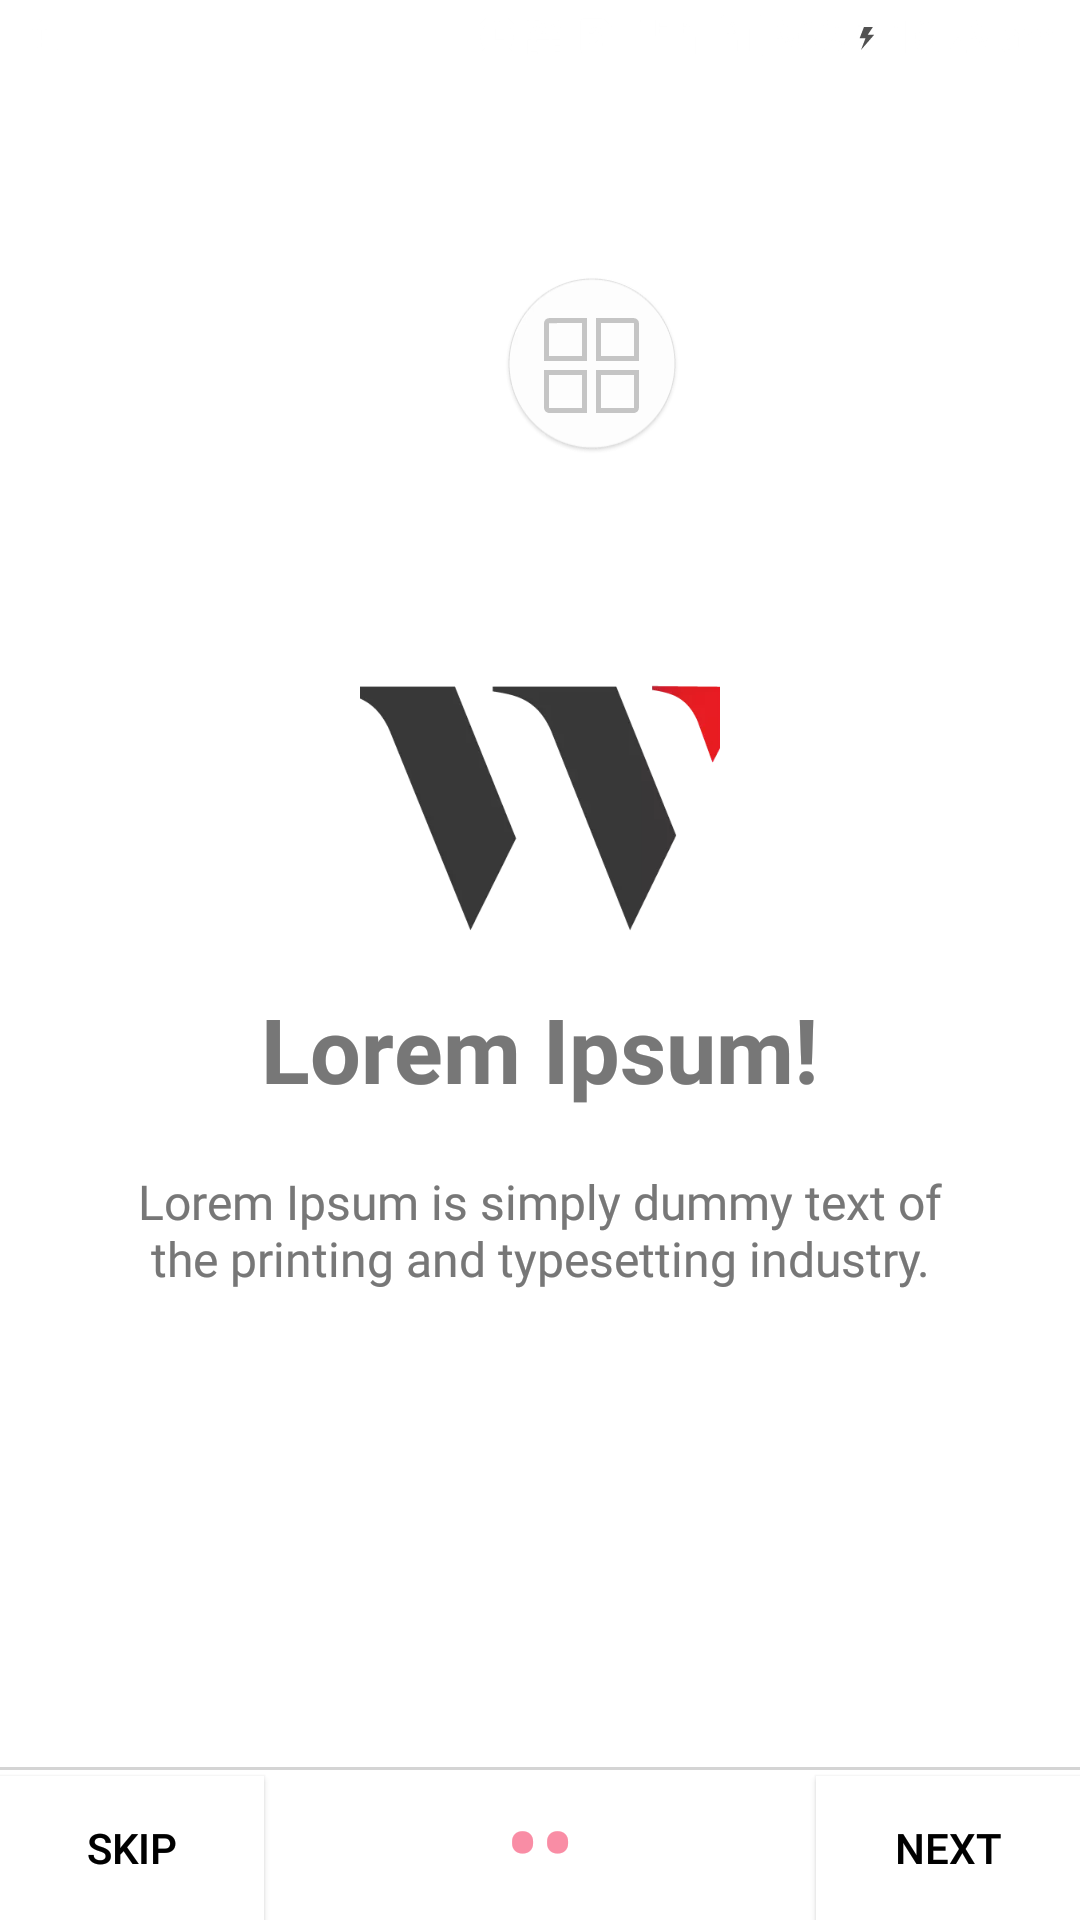 Lorem Ipsum!
Lorem Ipsum is simply dummy text of
the printing and typesetting industry.
SKIP
NEXT